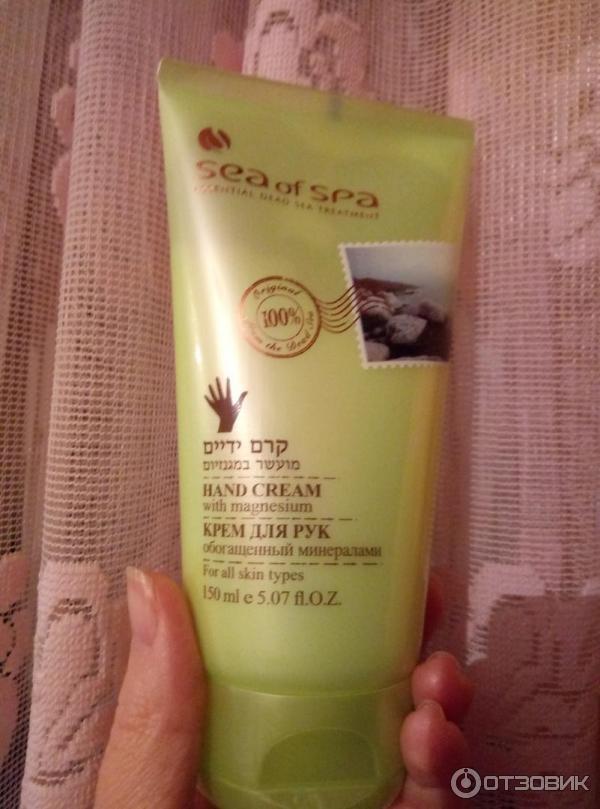 sea of spa
ESSENTIAL DEAD SEA TREATMENT
Original
100%
From the Dead Sea
קרם ידיים
מועשר במגנזיום
HAND CREAM
with magnesium
КРЕМ ДЛЯ РУК
обогащенный минералами
For all skin types
150 ml e 5.07 fl.O.Z.
ОТЗОВИК